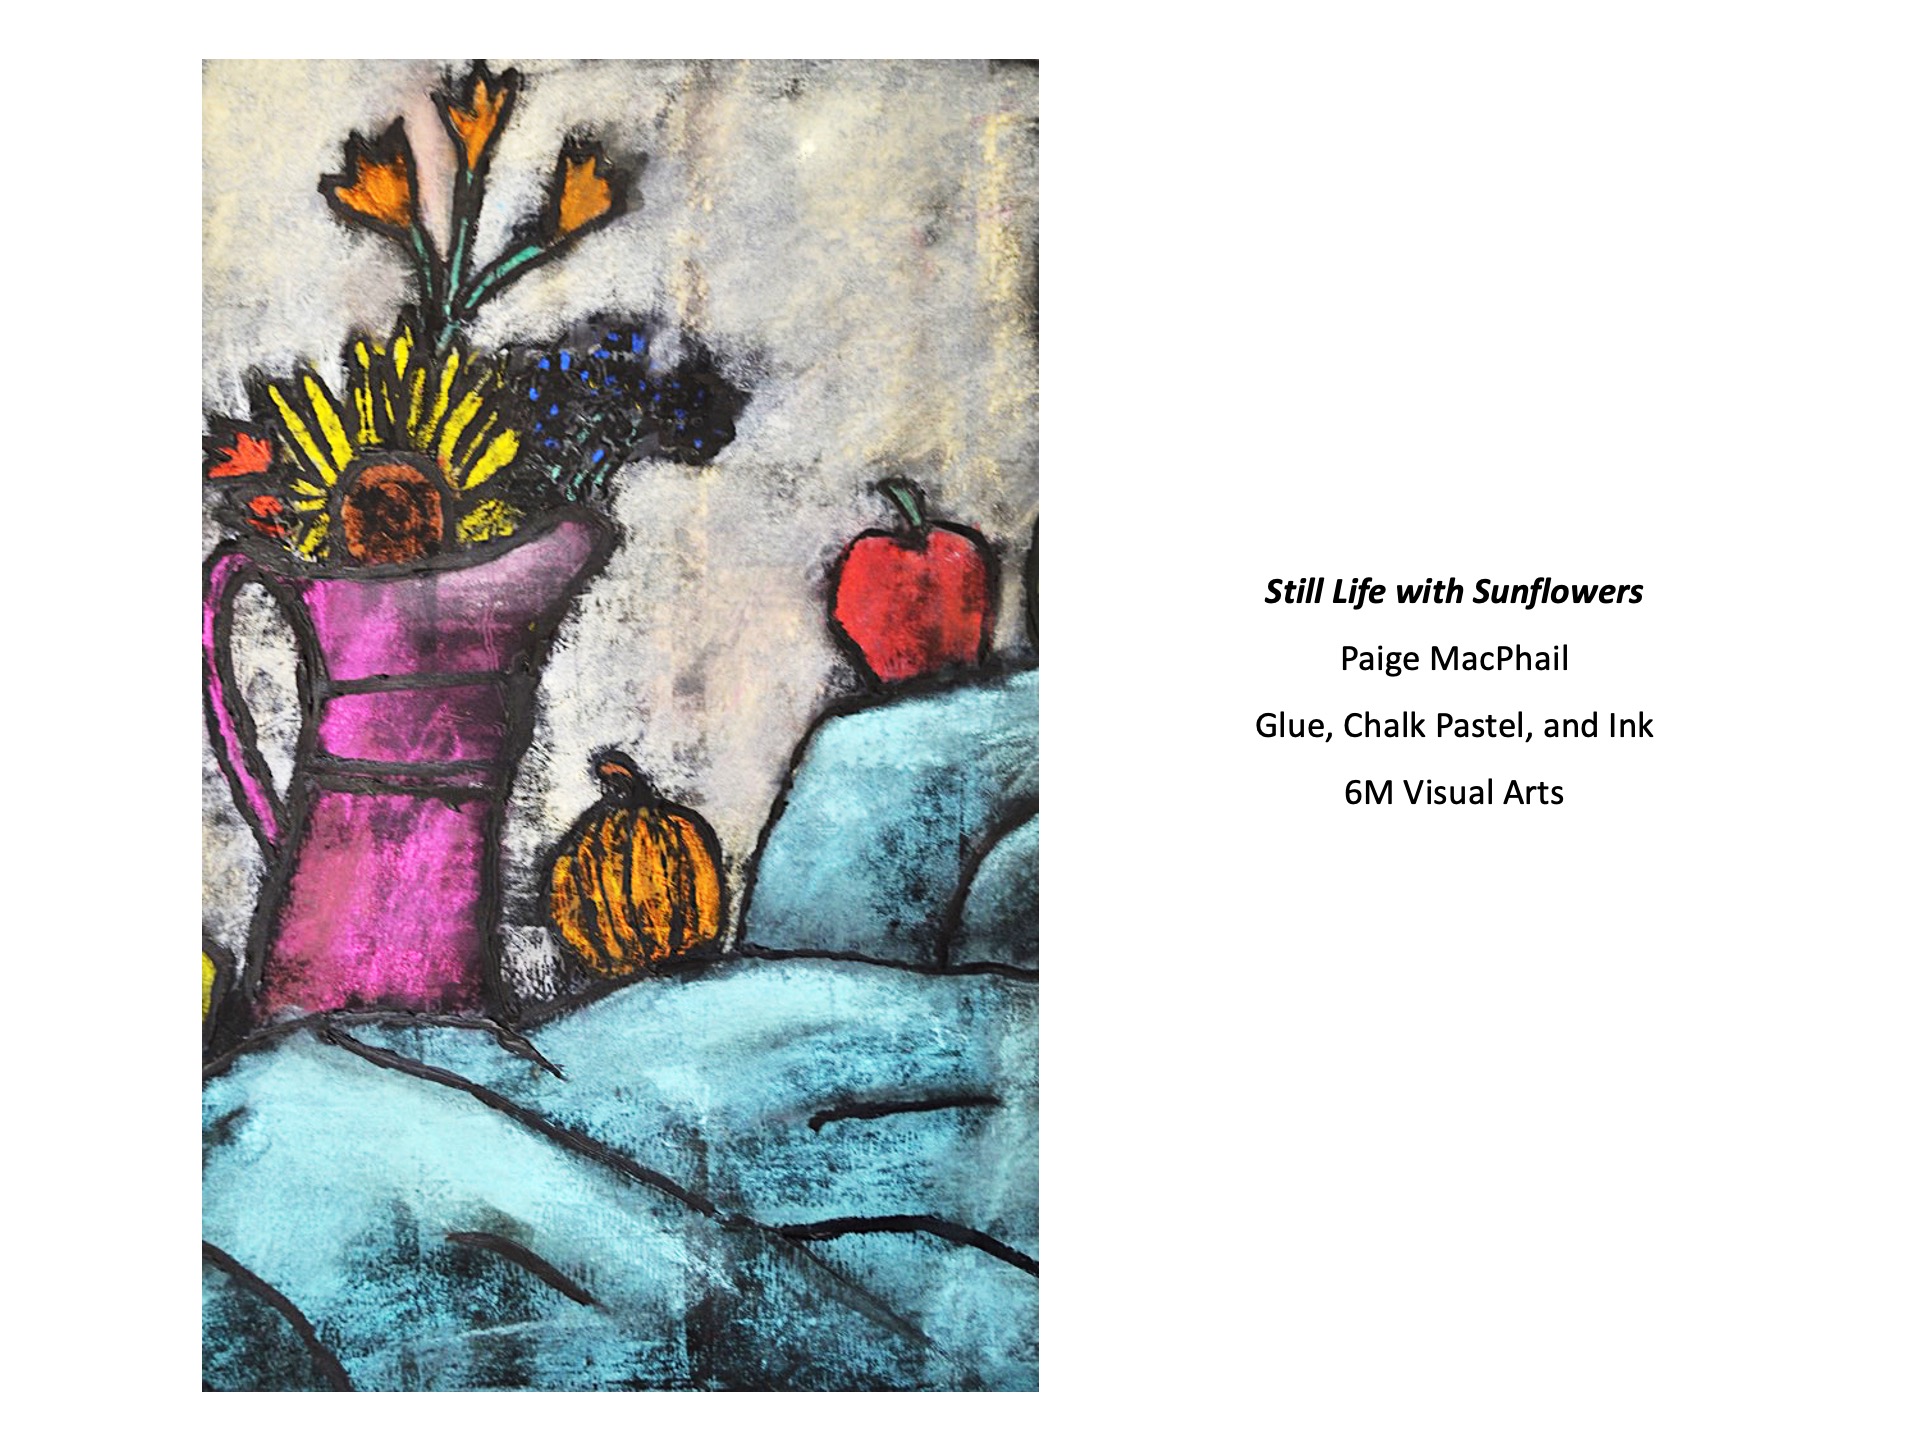 Still Life with Sunflowers
Paige MacPhail
Glue, Chalk Pastel, and Ink
6M Visual Arts